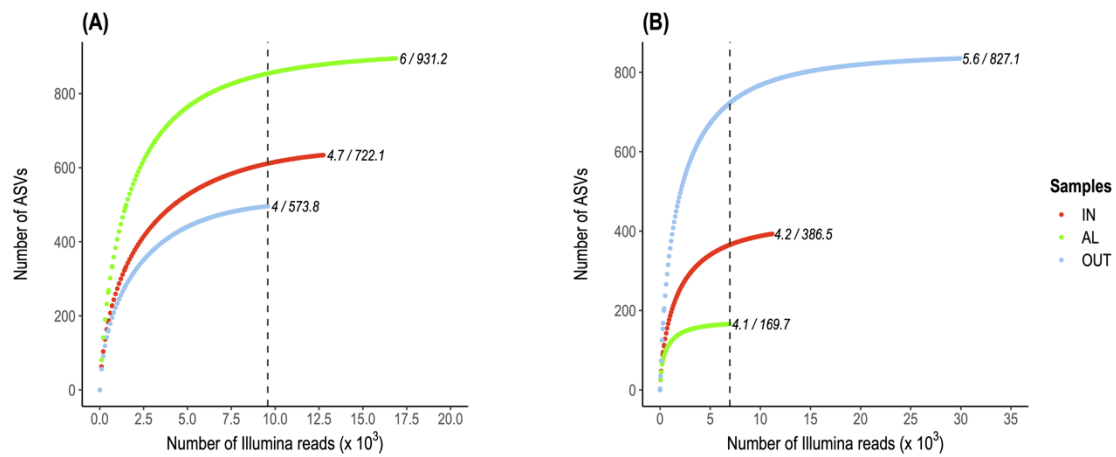 (A)
Number of ASVs
800
600
400
200
0
6 / 931.2
4.7 / 722.1
4 / 573.8
0.0 2.5 5.0 7.5 10.0 12.5 15.0 17.5 20.0
Number of Illumina reads (x 10³)
(B)
Number of ASVs
800
600
400
200
0
5.6 / 827.1
4.2 / 386.5
4.1 / 169.7
0 5 10 15 20 25 30 35
Number of Illumina reads (x 10³)
Samples
IN
AL
OUT